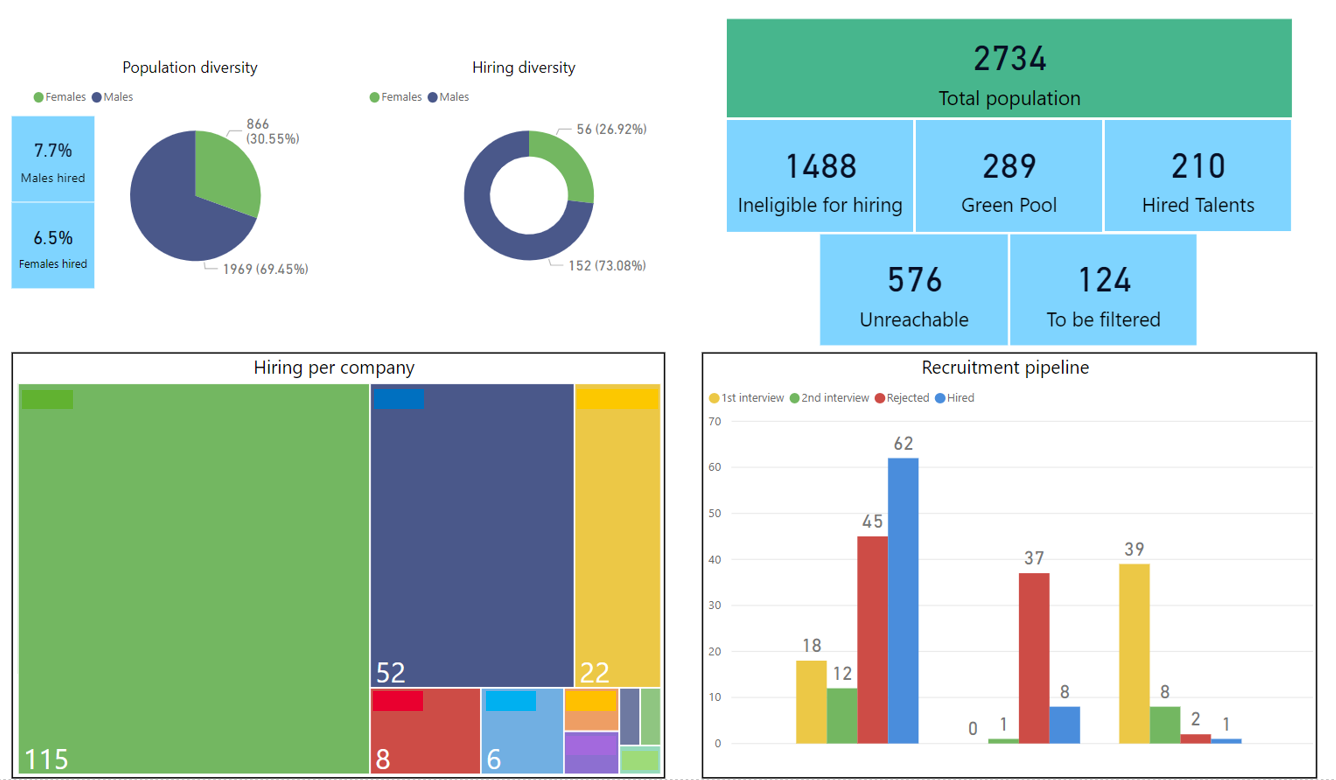 Population diversity
Females Males
7.7%
Males hired
6.5%
Females hired
866
(30.55%)
1969 (69.45%)
Hiring diversity
Females Males
56 (26.92%)
152 (73.08%)
2734
Total population
1488
Ineligible for hiring
289
Green Pool
210
Hired Talents
576
Unreachable
124
To be filtered
Hiring per company
115
52
22
8
6
Recruitment pipeline
1st interview 2nd interview Rejected Hired
70
60
50
40
30
20
10
0
18
12
45
62
0
1
37
8
39
8
2
1